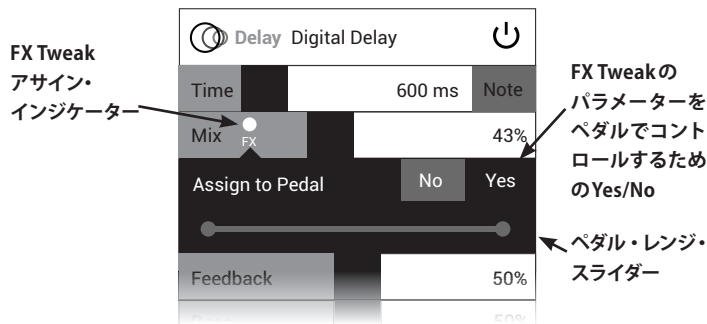 FX Tweak
アサイン・
インジケーター
Delay Digital Delay
Time 600 ms Note
Mix FX 43%
Assign to Pedal No Yes
Feedback 50%
Bass 50%
FX Tweakの
パラメーターを
ペダルでコント
ロールするため
のYes/No
ペダル・レンジ・
スライダー